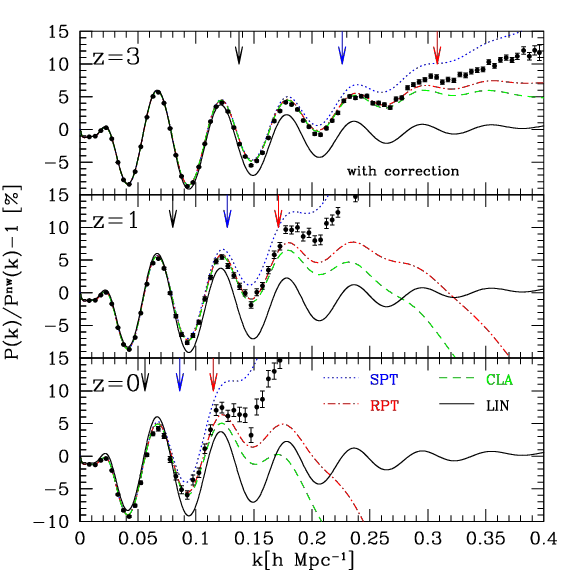 15
z=3
10
5
0
−5
with correction
15
z=1
10
5
0
−5
P(k)/Pⁿʷ(k)−1 [%]
15
z=0
10
SPT
CLA
5
RPT
LIN
0
−5
−10
0
0.05
0.1
0.15
0.2
0.25
0.3
0.35
0.4
k[h Mpc⁻¹]